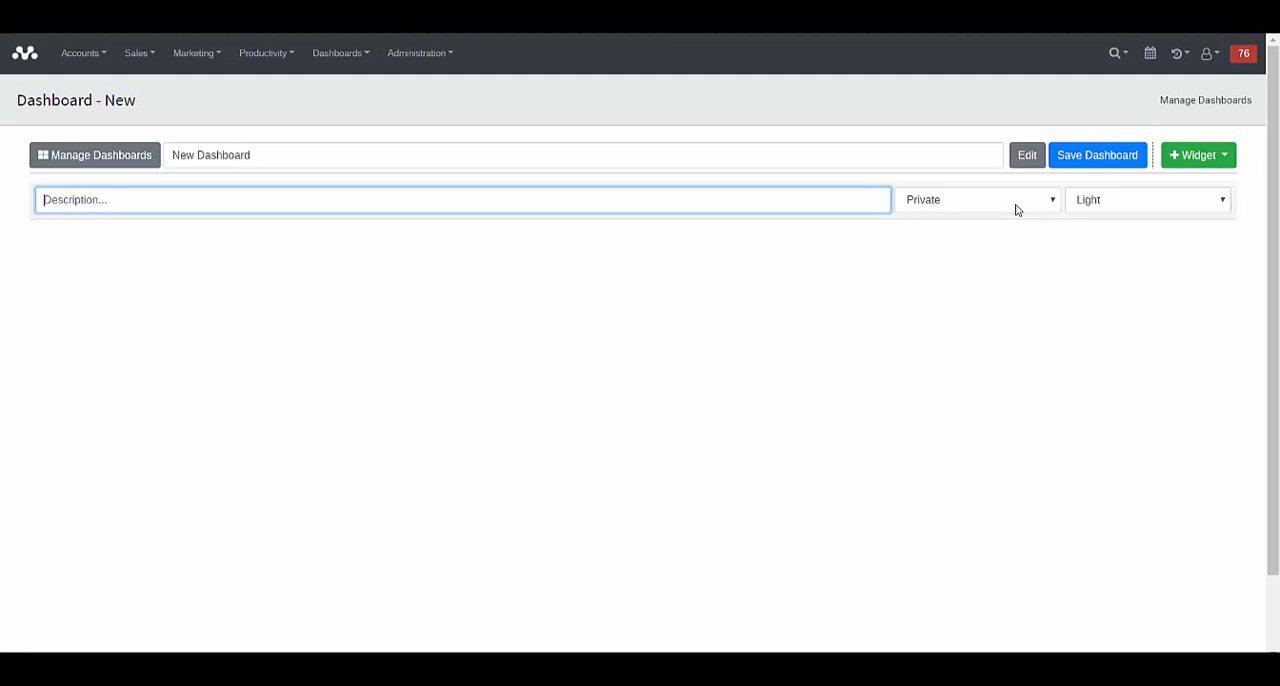 Accounts Sales Marketing Productivity Dashboards Administration 76
Dashboard - New Manage Dashboards
Manage Dashboards New Dashboard Edit Save Dashboard + Widget
Description... Private Light